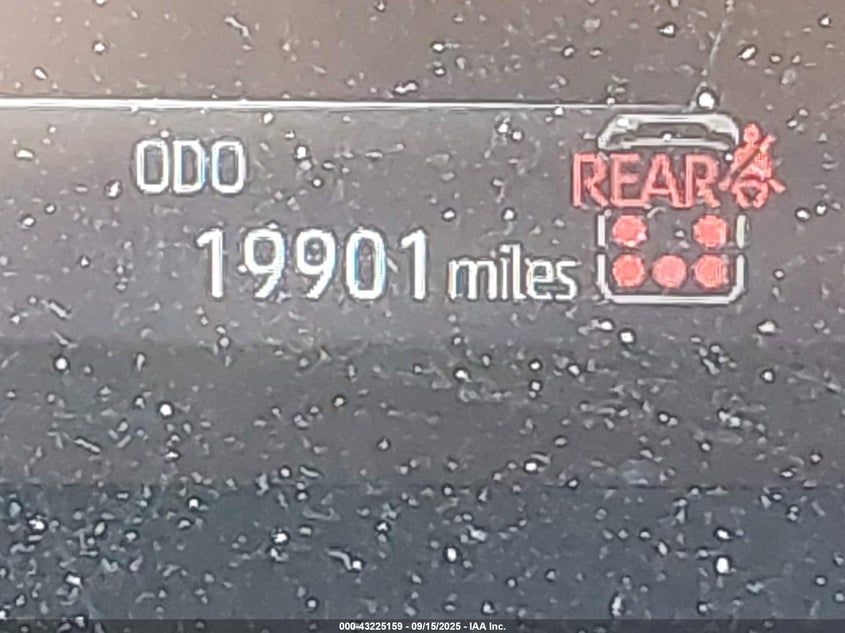 ODO
REAR
19901 miles
000-43225159 - 09/15/2025 - IAA Inc.